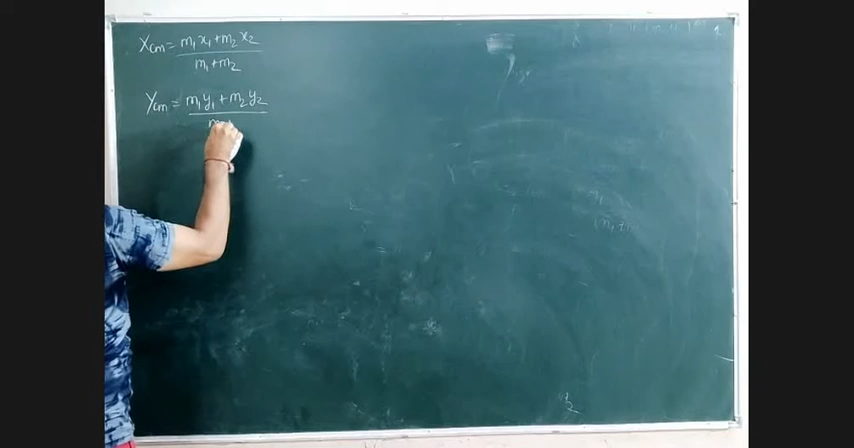 Xcm = m₁x₁+m₂x₂
m₁+m₂
Ycm = m₁y₁ + m₂y₂
m